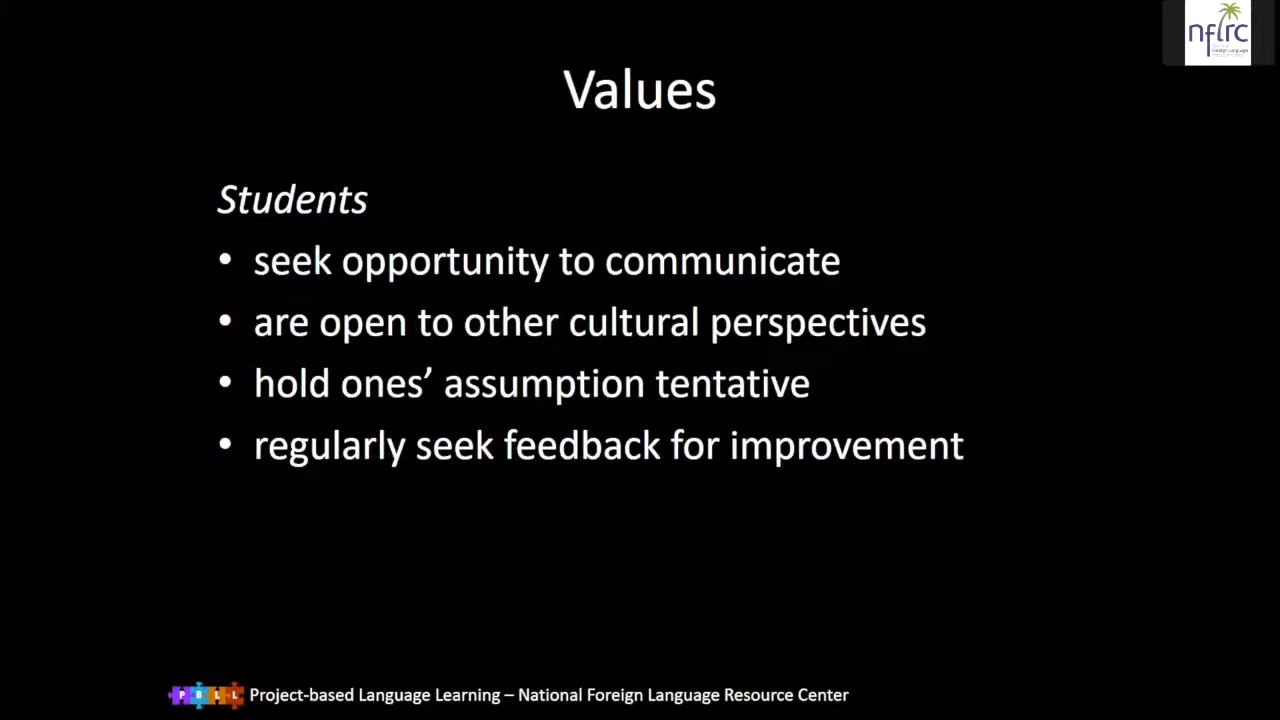 nflrc
Values
Students
• seek opportunity to communicate
• are open to other cultural perspectives
• hold ones’ assumption tentative
• regularly seek feedback for improvement
P B L L Project-based Language Learning – National Foreign Language Resource Center